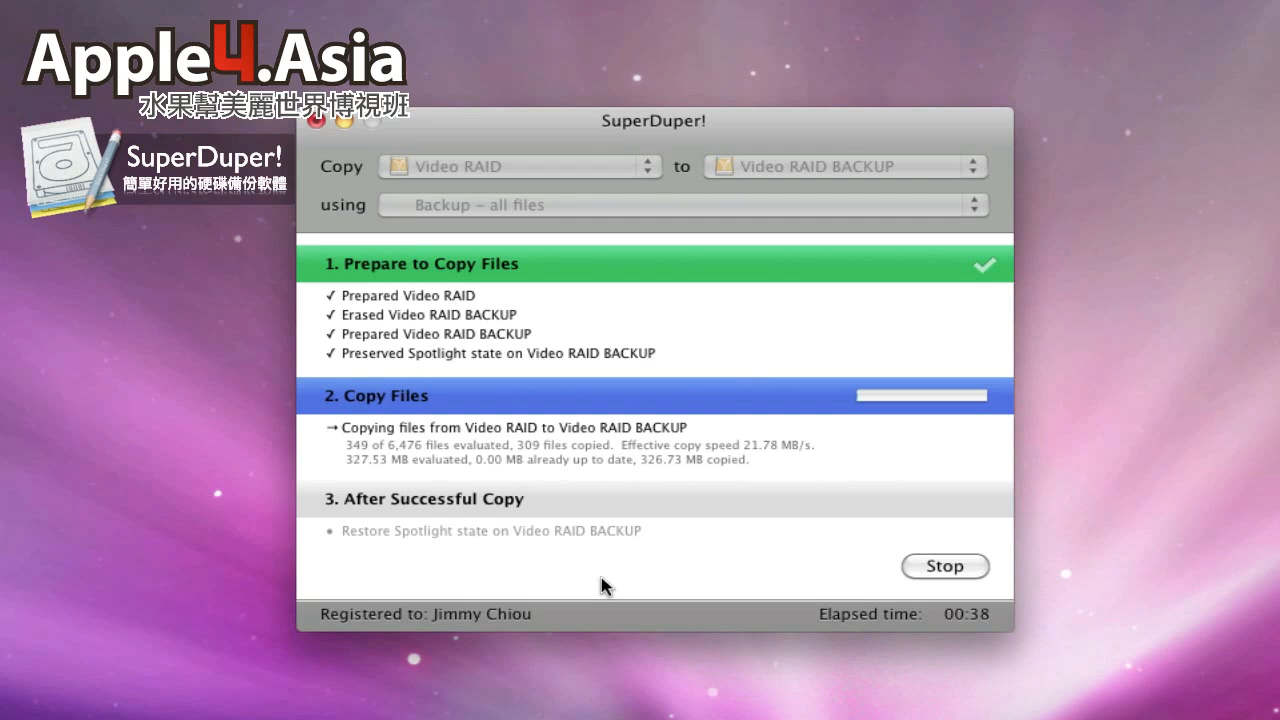 Apple4.Asia
水果幫美麗世界博視班
SuperDuper!
簡單好用的硬碟備份軟體
SuperDuper!
Copy Video RAID to Video RAID BACKUP
using Backup – all files
1. Prepare to Copy Files
✓ Prepared Video RAID
✓ Erased Video RAID BACKUP
✓ Prepared Video RAID BACKUP
✓ Preserved Spotlight state on Video RAID BACKUP
2. Copy Files
→ Copying files from Video RAID to Video RAID BACKUP
349 of 6,476 files evaluated, 309 files copied. Effective copy speed 21.78 MB/s.
327.53 MB evaluated, 0.00 MB already up to date, 326.73 MB copied.
3. After Successful Copy
• Restore Spotlight state on Video RAID BACKUP
Stop
Registered to: Jimmy Chiou Elapsed time: 00:38